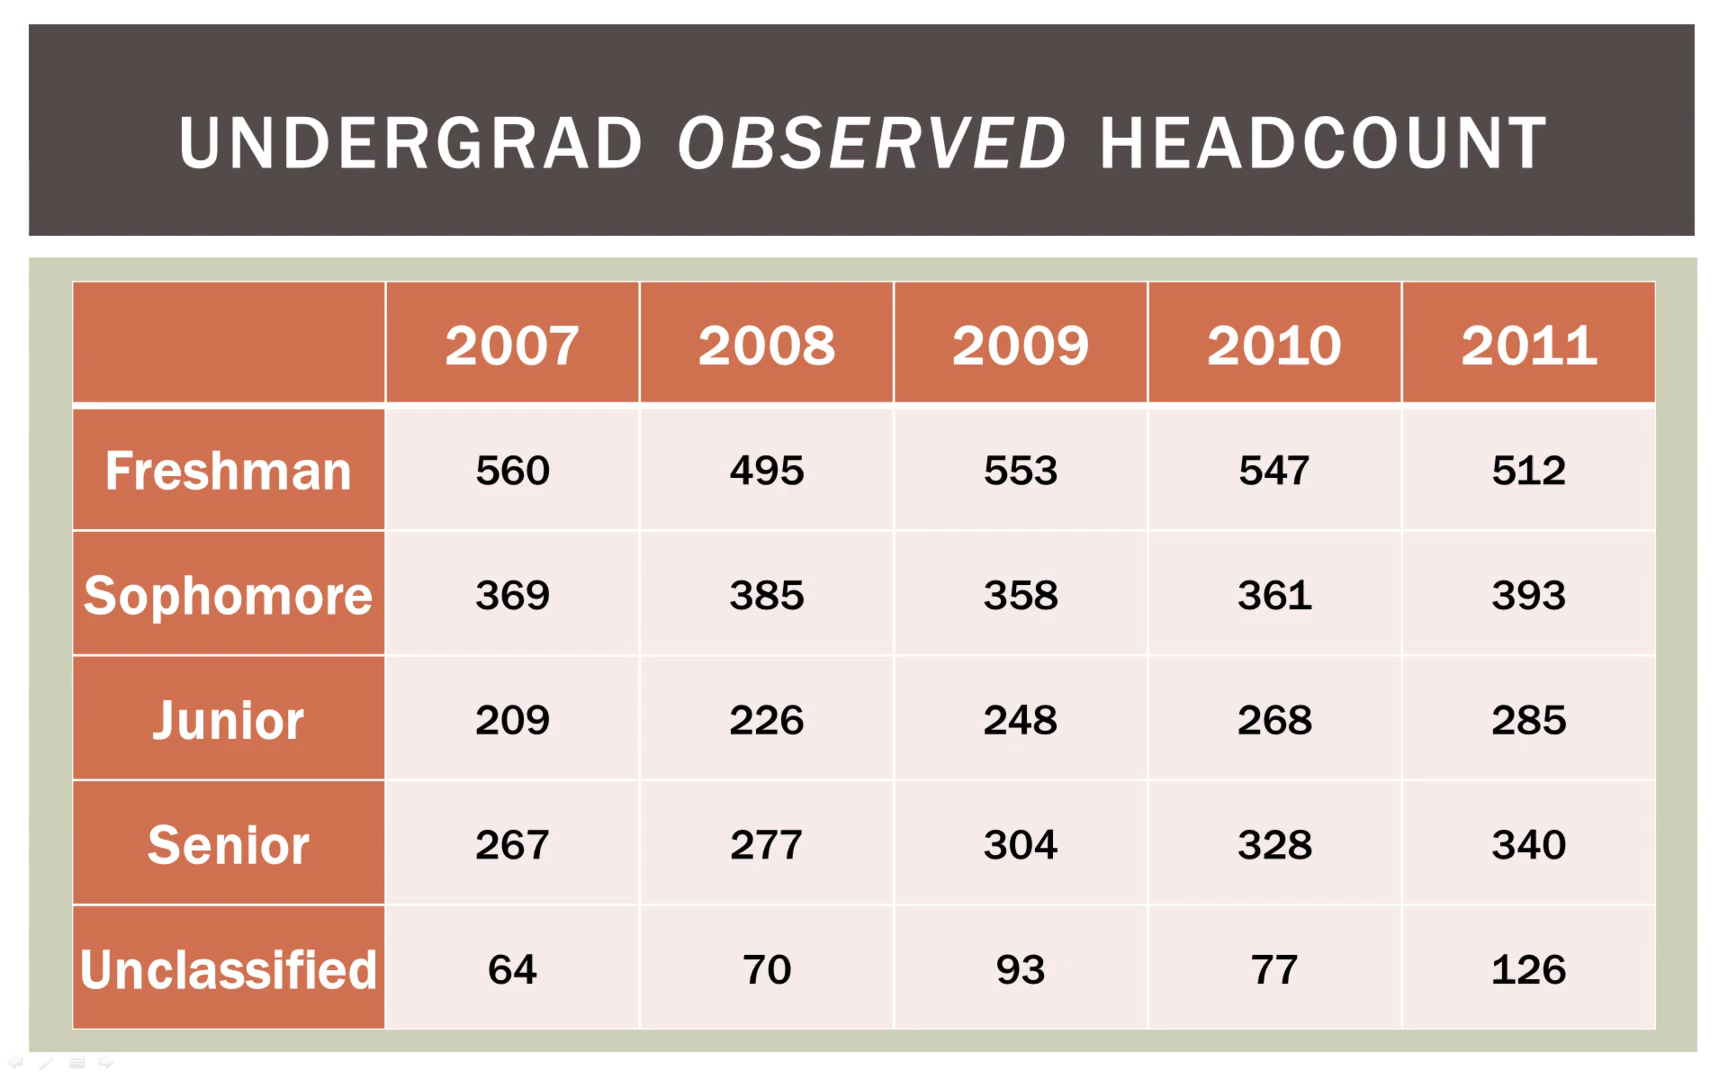 UNDERGRAD OBSERVED HEADCOUNT
2007 2008 2009 2010 2011
Freshman 560 495 553 547 512
Sophomore 369 385 358 361 393
Junior 209 226 248 268 285
Senior 267 277 304 328 340
Unclassified 64 70 93 77 126